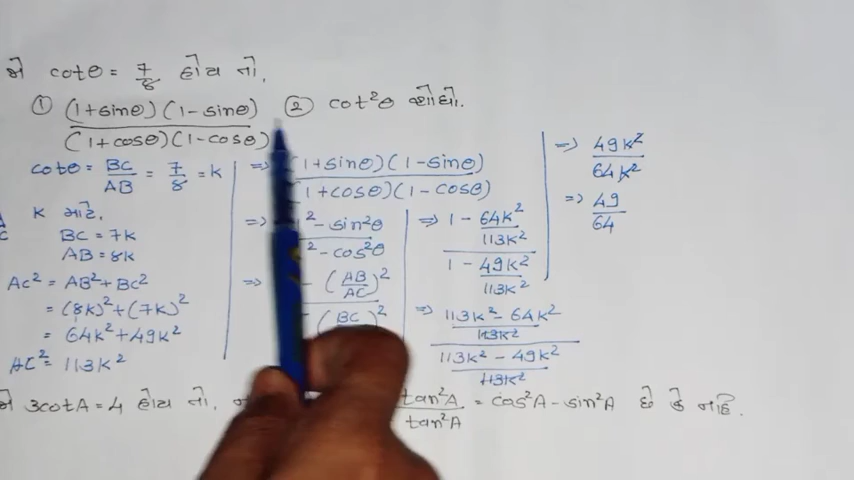 જો cotθ = 7/8 હોય તો,
① (1+sinθ)(1-sinθ) / (1+cosθ)(1-cosθ)
② cot²θ શોધો.
cotθ = BC/AB = 7/8 = k
k માટે.
BC = 7k
AB = 8k
AC² = AB² + BC²
= (8k)² + (7k)²
= 64k² + 49k²
AC² = 113k²
=> (1+sinθ)(1-sinθ) / (1+cosθ)(1-cosθ)
=> ² - sin²θ / ² - cos²θ
=> - (AB/AC)² / (BC)²
=> 1 - 64k²/113k² / 1 - 49k²/113k²
=> 113k² - 64k² / 113k² / 113k² - 49k² / 113k²
=> 49k² / 64k²
=> 49/64
3cotA = 4 હોય તો, tan²A / tan²A = cos²A - sin²A છે કે નહિ.